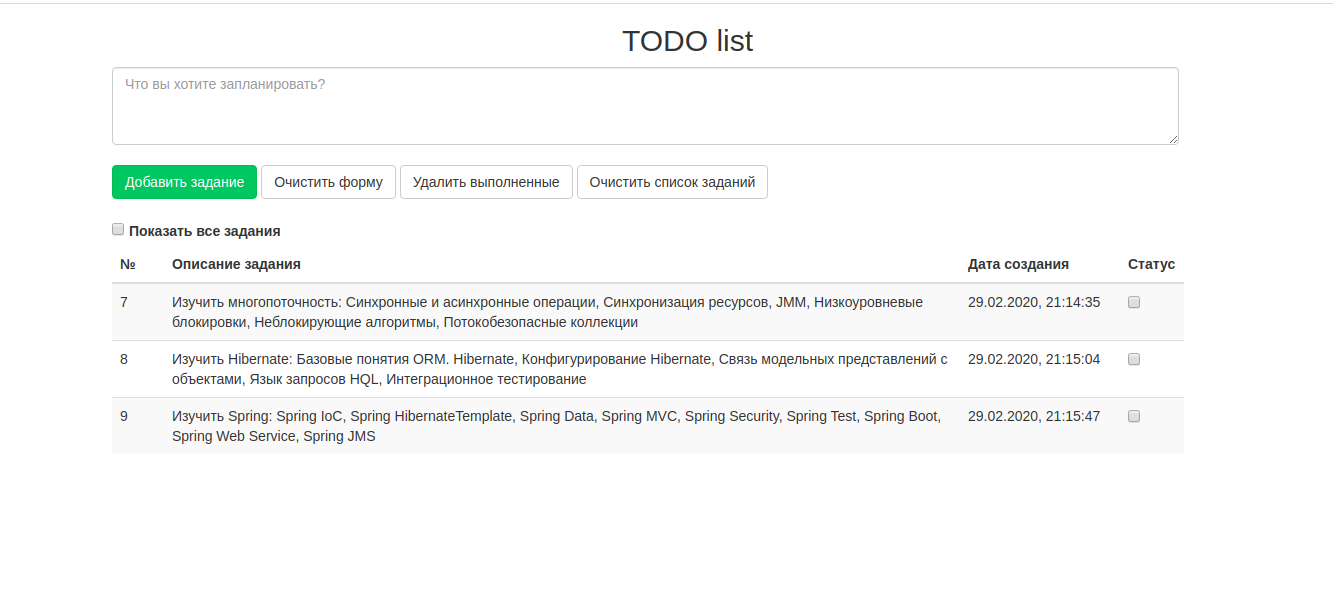 TODO list
Что вы хотите запланировать?
Добавить задание Очистить форму Удалить выполненные Очистить список заданий
Показать все задания
№ Описание задания Дата создания Статус
7 Изучить многопоточность: Синхронные и асинхронные операции, Синхронизация ресурсов, JMM, Низкоуровневые 29.02.2020, 21:14:35
блокировки, Неблокирующие алгоритмы, Потокобезопасные коллекции
8 Изучить Hibernate: Базовые понятия ORM. Hibernate, Конфигурирование Hibernate, Связь модельных представлений с 29.02.2020, 21:15:04
объектами, Язык запросов HQL, Интеграционное тестирование
9 Изучить Spring: Spring IoC, Spring HibernateTemplate, Spring Data, Spring MVC, Spring Security, Spring Test, Spring Boot, 29.02.2020, 21:15:47
Spring Web Service, Spring JMS